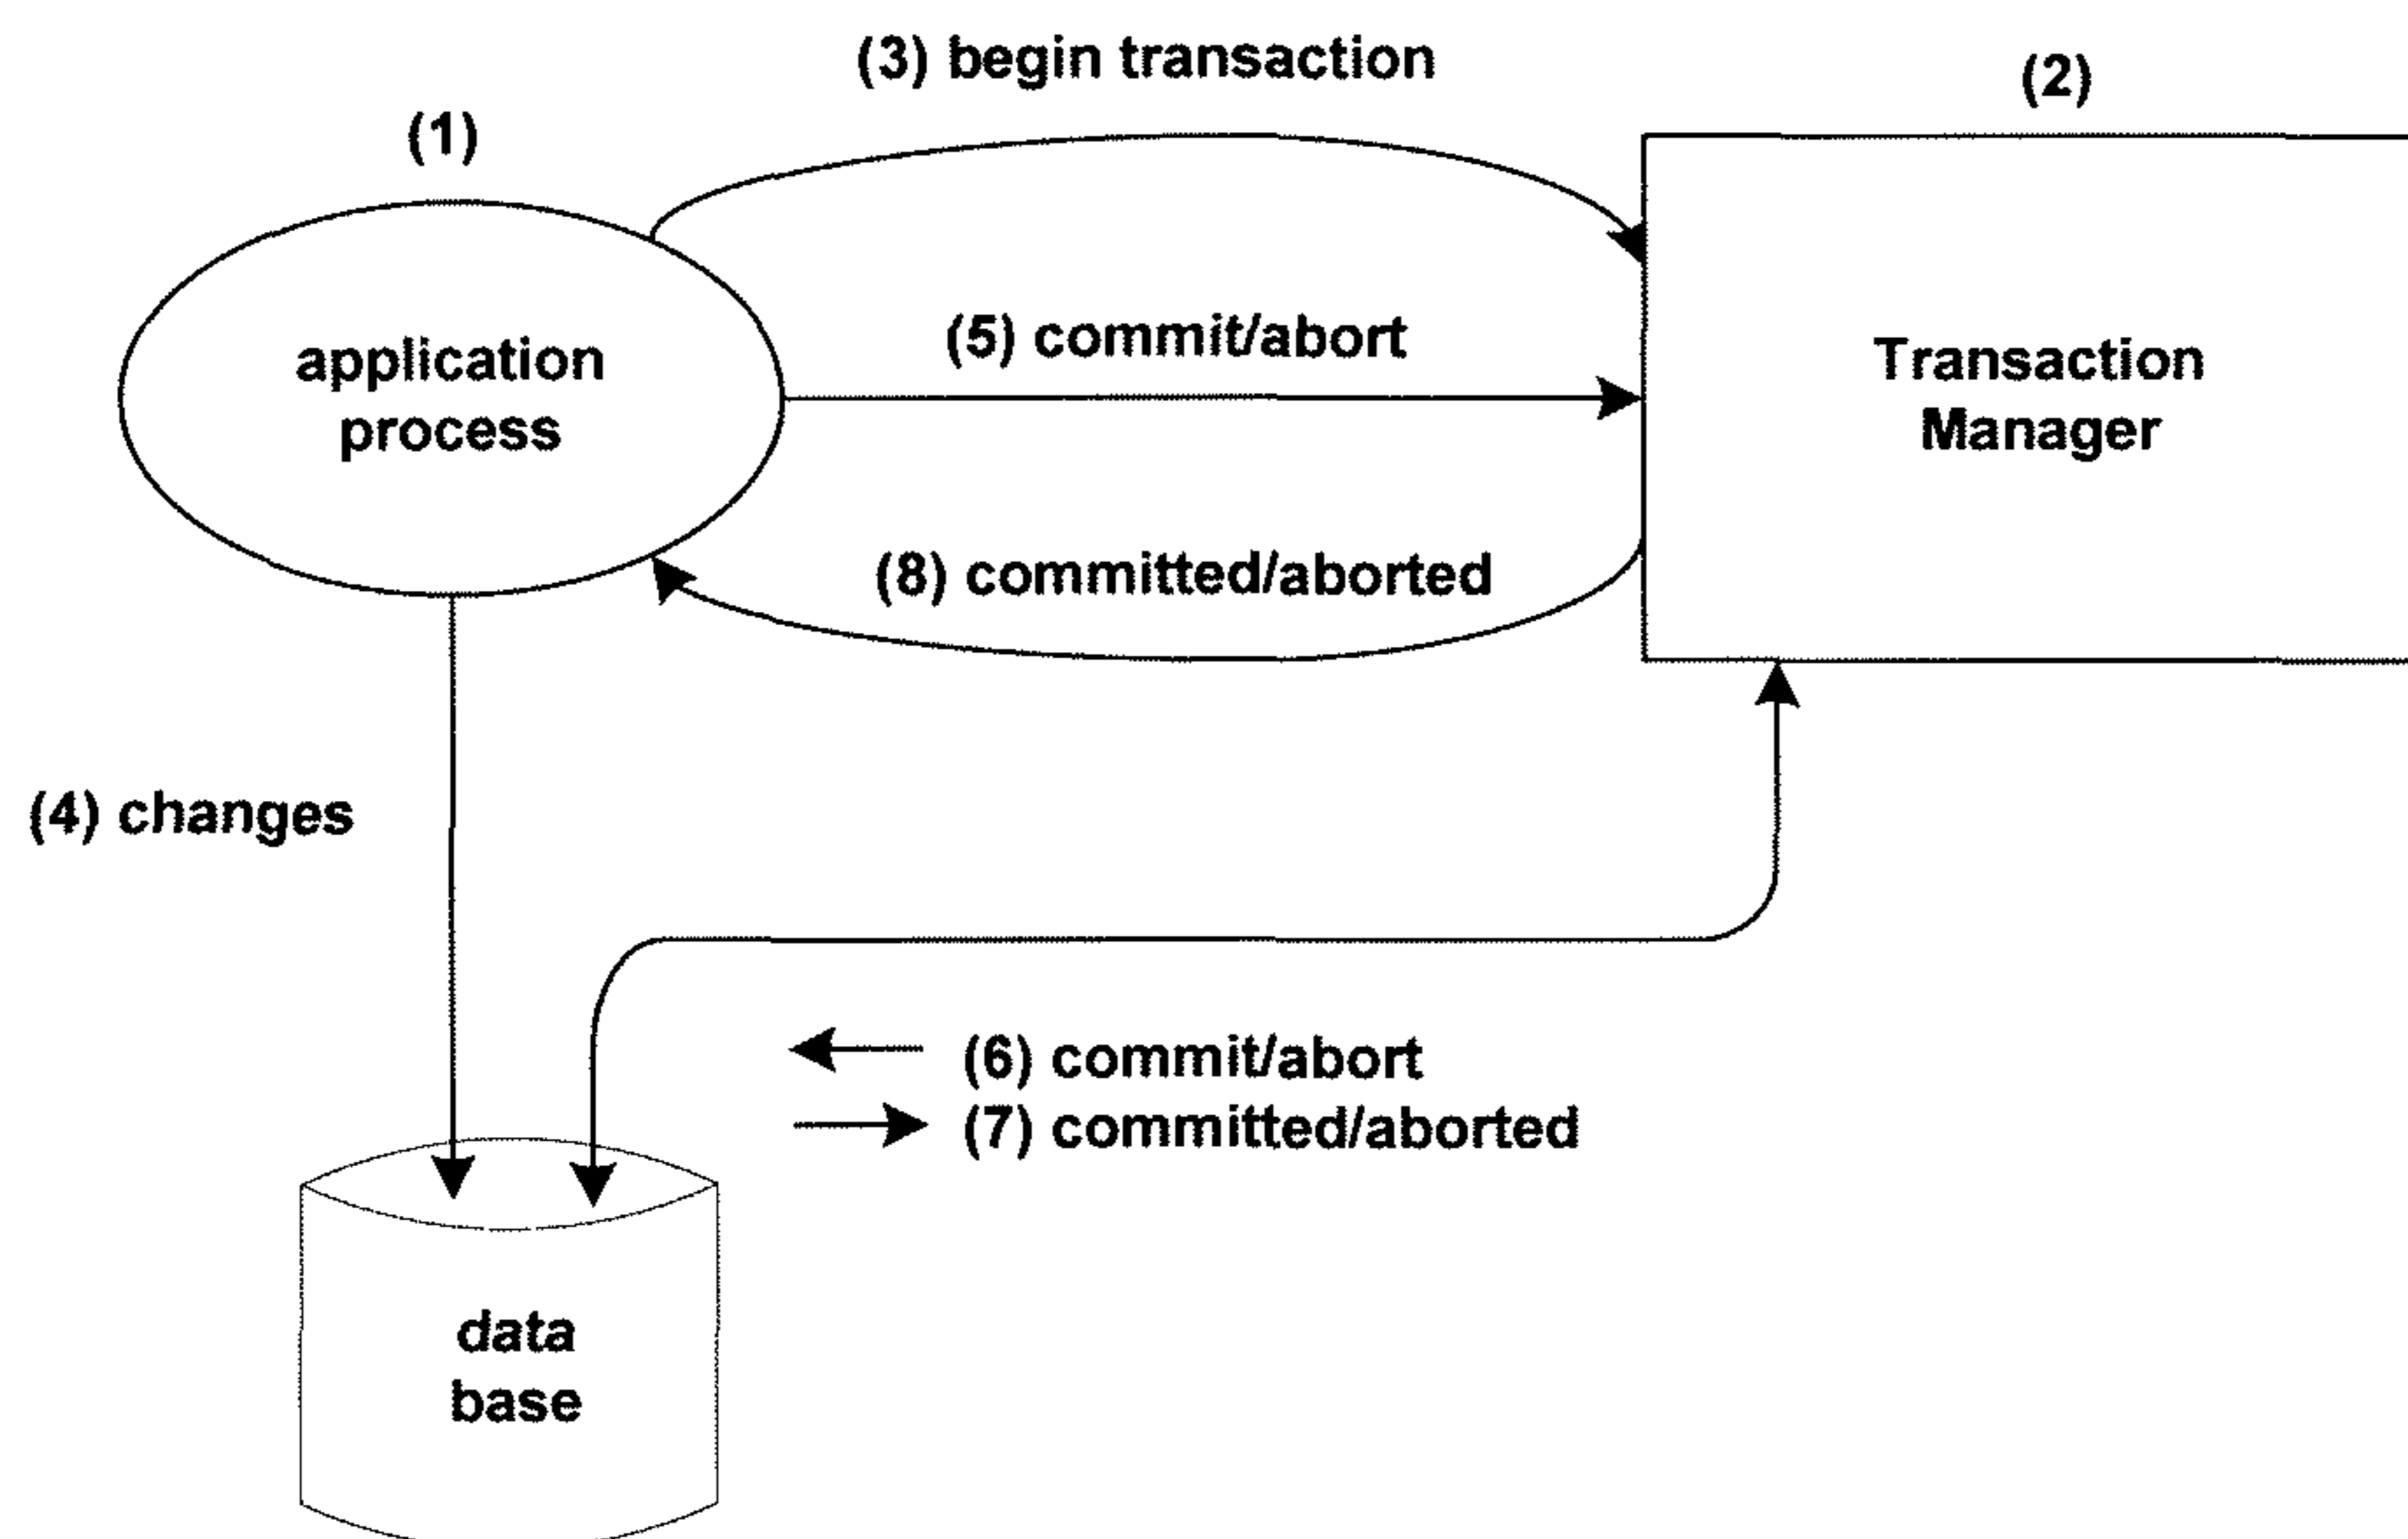 (3) begin transaction
(2)
(1)
application
process
(5) commit/abort
Transaction
Manager
(8) committed/aborted
(4) changes
(6) commit/abort
(7) committed/aborted
data
base